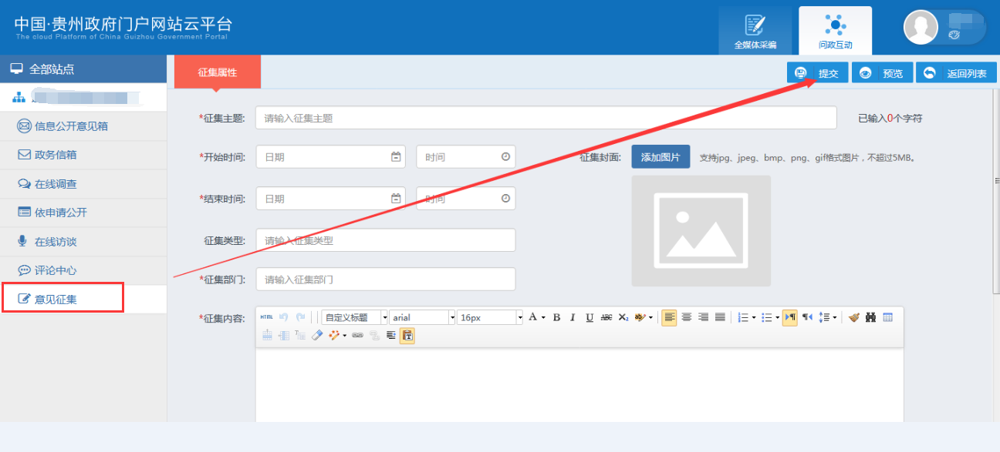 中国·贵州政府门户网站云平台
The cloud Platform of China Guizhou Government Portal
全媒体采编
问政互动
全部站点
征集属性
提交
预览
返回列表
信息公开意见箱
政务信箱
在线调查
依申请公开
在线访谈
评论中心
意见征集
*征集主题:
请输入征集主题
已输入0个字符
*开始时间:
日期
时间
征集封面:
添加图片
支持jpg、jpeg、bmp、png、gif格式图片，不超过5MB。
*结束时间:
日期
时间
征集类型:
请输入征集类型
*征集部门:
请输入征集部门
*征集内容:
HTML
自定义标题
arial
16px
A
B
I
U
ABC
X₂